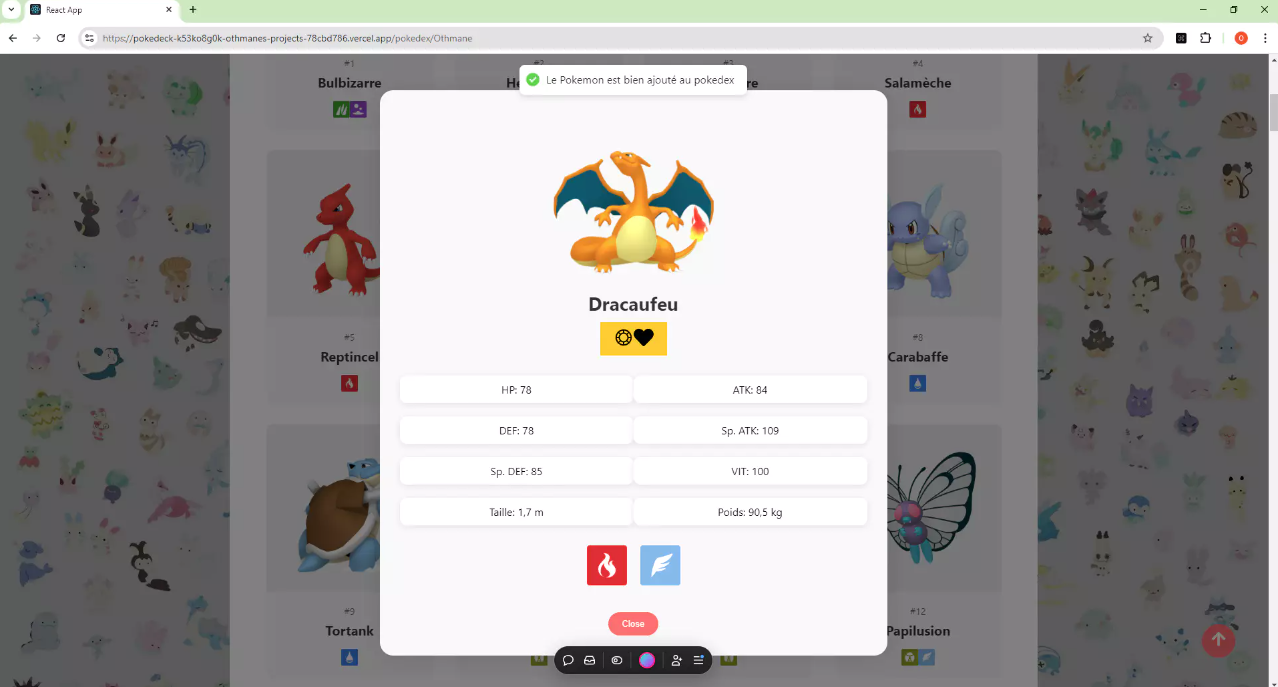 React App
https://pokedeck-k53ko8g0k-othmanes-projects-78cbd786.vercel.app/pokedex/Othmane
O
Le Pokemon est bien ajouté au pokedex
#1
#4
Bulbizarre
Salamèche
Dracaufeu
HP: 78
ATK: 84
DEF: 78
Sp. ATK: 109
Sp. DEF: 85
VIT: 100
Taille: 1,7 m
Poids: 90,5 kg
Close
#5
#8
Reptincel
Carabaffe
#9
#12
Tortank
Papilusion